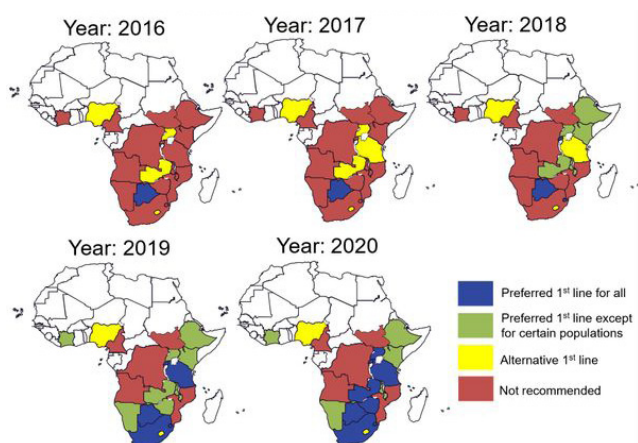 Year: 2016
Year: 2017
Year: 2018
Year: 2019
Year: 2020
Preferred 1st line for all
Preferred 1st line except
for certain populations
Alternative 1st line
Not recommended